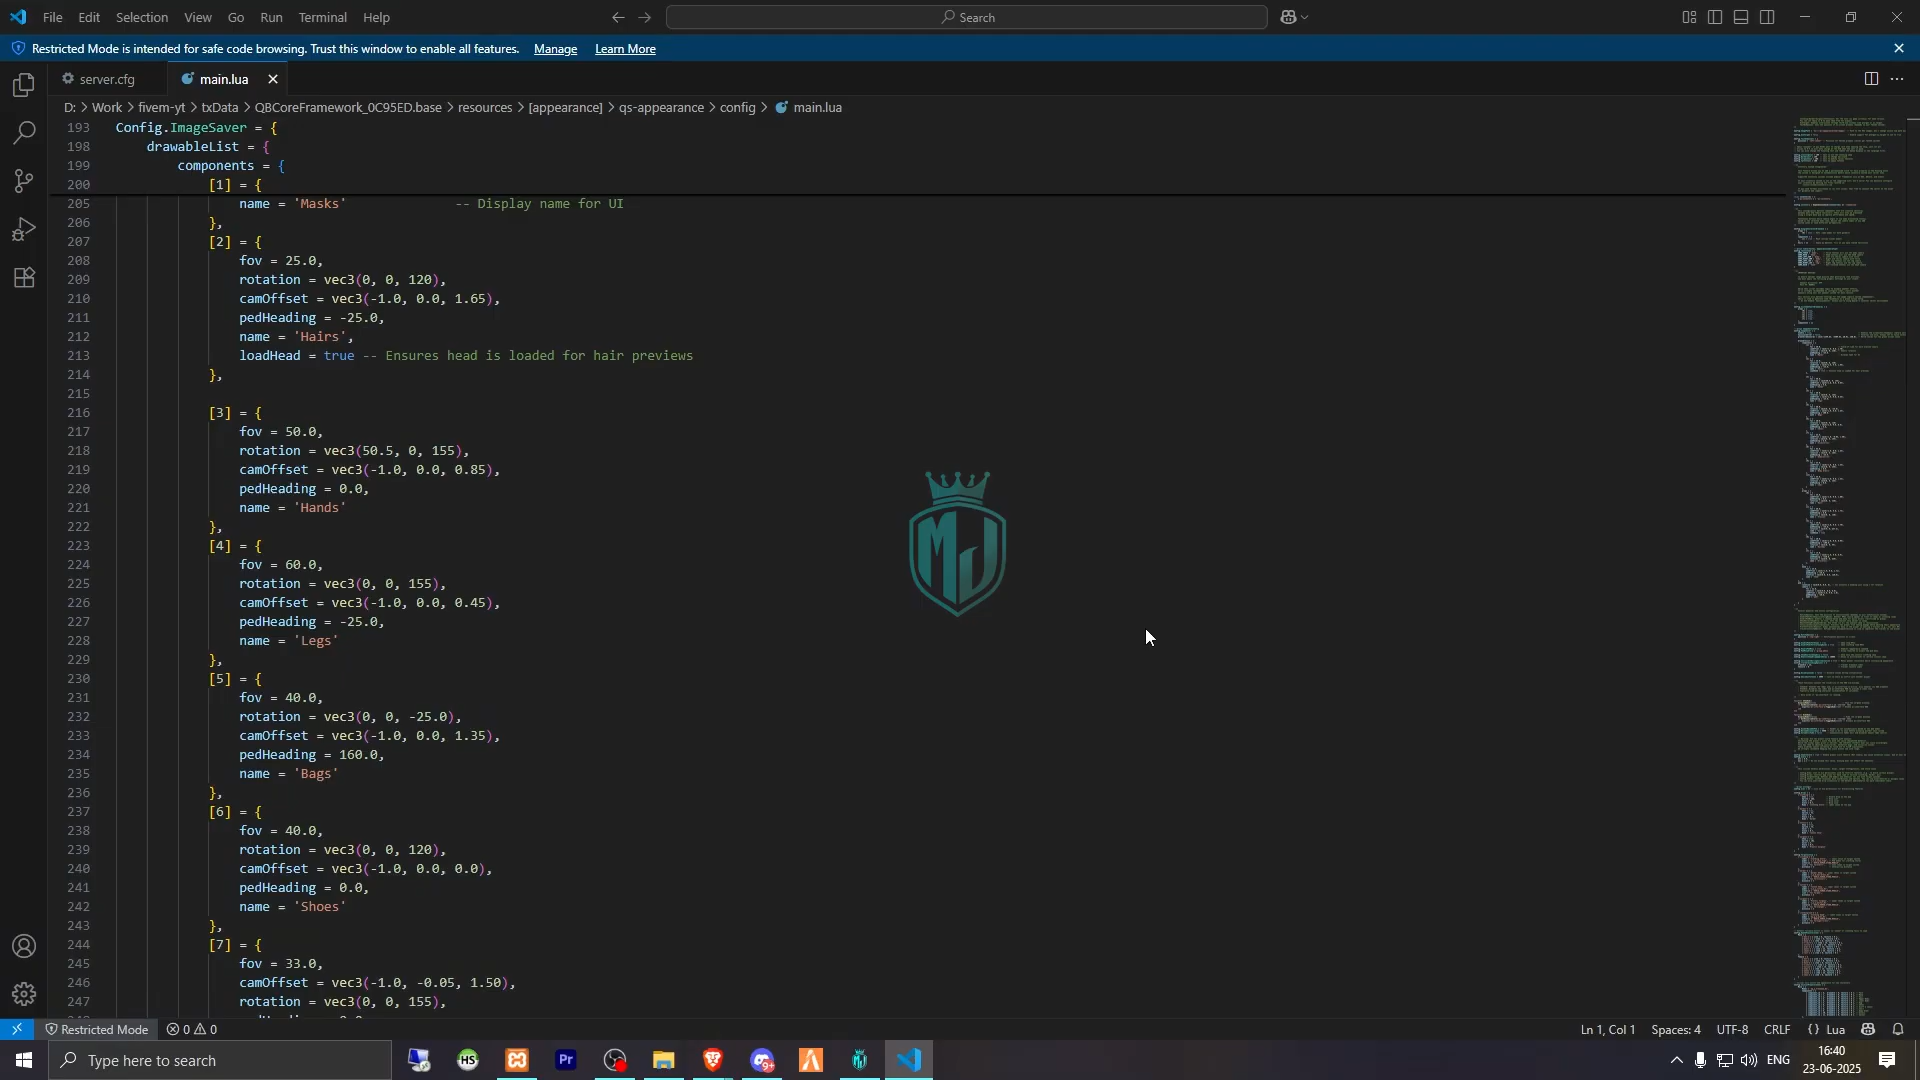 File Edit Selection View Go Run Terminal Help
Search
Restricted Mode is intended for safe code browsing. Trust this window to enable all features. Manage Learn More
server.cfg main.lua
D: > Work > fivem-yt > txData > QBCoreFramework_0C95ED.base > resources > [appearance] > qs-appearance > config > main.lua
193 Config.ImageSaver = {
198 drawableList = {
199 components = {
200 [1] = {
205 name = 'Masks' -- Display name for UI
206 },
207 [2] = {
208 fov = 25.0,
209 rotation = vec3(0, 0, 120),
210 camOffset = vec3(-1.0, 0.0, 1.65),
211 pedHeading = -25.0,
212 name = 'Hairs',
213 loadHead = true -- Ensures head is loaded for hair previews
214 },
215
216 [3] = {
217 fov = 50.0,
218 rotation = vec3(50.5, 0, 155),
219 camOffset = vec3(-1.0, 0.0, 0.85),
220 pedHeading = 0.0,
221 name = 'Hands'
222 },
223 [4] = {
224 fov = 60.0,
225 rotation = vec3(0, 0, 155),
226 camOffset = vec3(-1.0, 0.0, 0.45),
227 pedHeading = -25.0,
228 name = 'Legs'
229 },
230 [5] = {
231 fov = 40.0,
232 rotation = vec3(0, 0, -25.0),
233 camOffset = vec3(-1.0, 0.0, 1.35),
234 pedHeading = 160.0,
235 name = 'Bags'
236 },
237 [6] = {
238 fov = 40.0,
239 rotation = vec3(0, 0, 120),
240 camOffset = vec3(-1.0, 0.0, 0.0),
241 pedHeading = 0.0,
242 name = 'Shoes'
243 },
244 [7] = {
245 fov = 33.0,
246 camOffset = vec3(-1.0, -0.05, 1.50),
247 rotation = vec3(0, 0, 155),
MJ
Restricted Mode 0 0 Ln 1, Col 1 Spaces: 4 UTF-8 CRLF {} Lua
Type here to search HS Pr 9+ ENG 16:40
23-06-2025